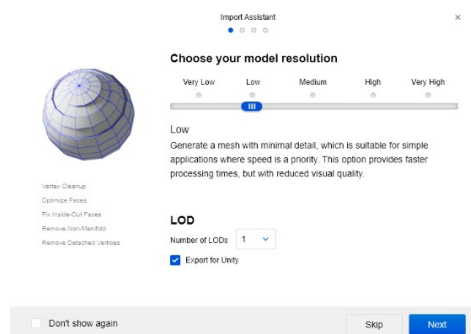 Import Assistant
Choose your model resolution
Very Low Low Medium High Very High
Low
Generate a mesh with minimal detail, which is suitable for simple
applications where speed is a priority. This option provides faster
processing times, but with reduced visual quality.
Vertex Cleanup
Optimize Faces
Fix Inside-Out Faces
Remove Non-Manifold
Remove Detached Vertices
LOD
Number of LODs 1
Export for Unity
Don't show again
Skip Next